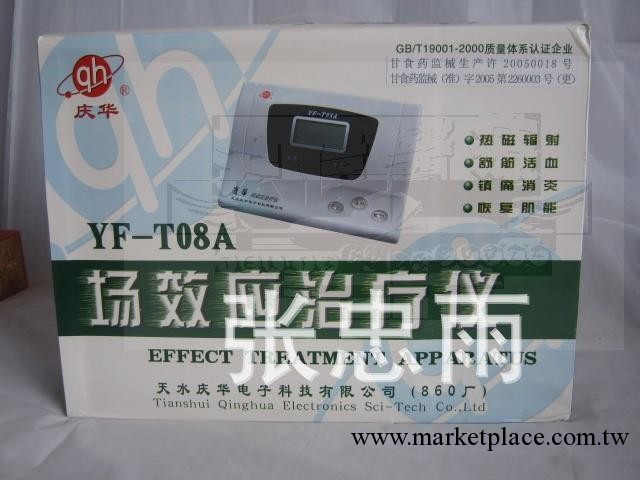 GB/T19001-2000质量体系认证企业
甘食药监械生产许 20050018 号
甘食药监械(准)字2005第2260003号(更)
qh
®
庆华
YF-T08A
热磁辐射
舒筋活血
镇痛消炎
恢复肌能
YF-T08A
场效应治疗仪
张忠雨
EFFECT TREATMENT APPARATUS
天水庆华电子科技有限公司(860厂)
Tianshui Qinghua Electronics Sci-Tech Co.,Ltd
www.marketplace.com.tw